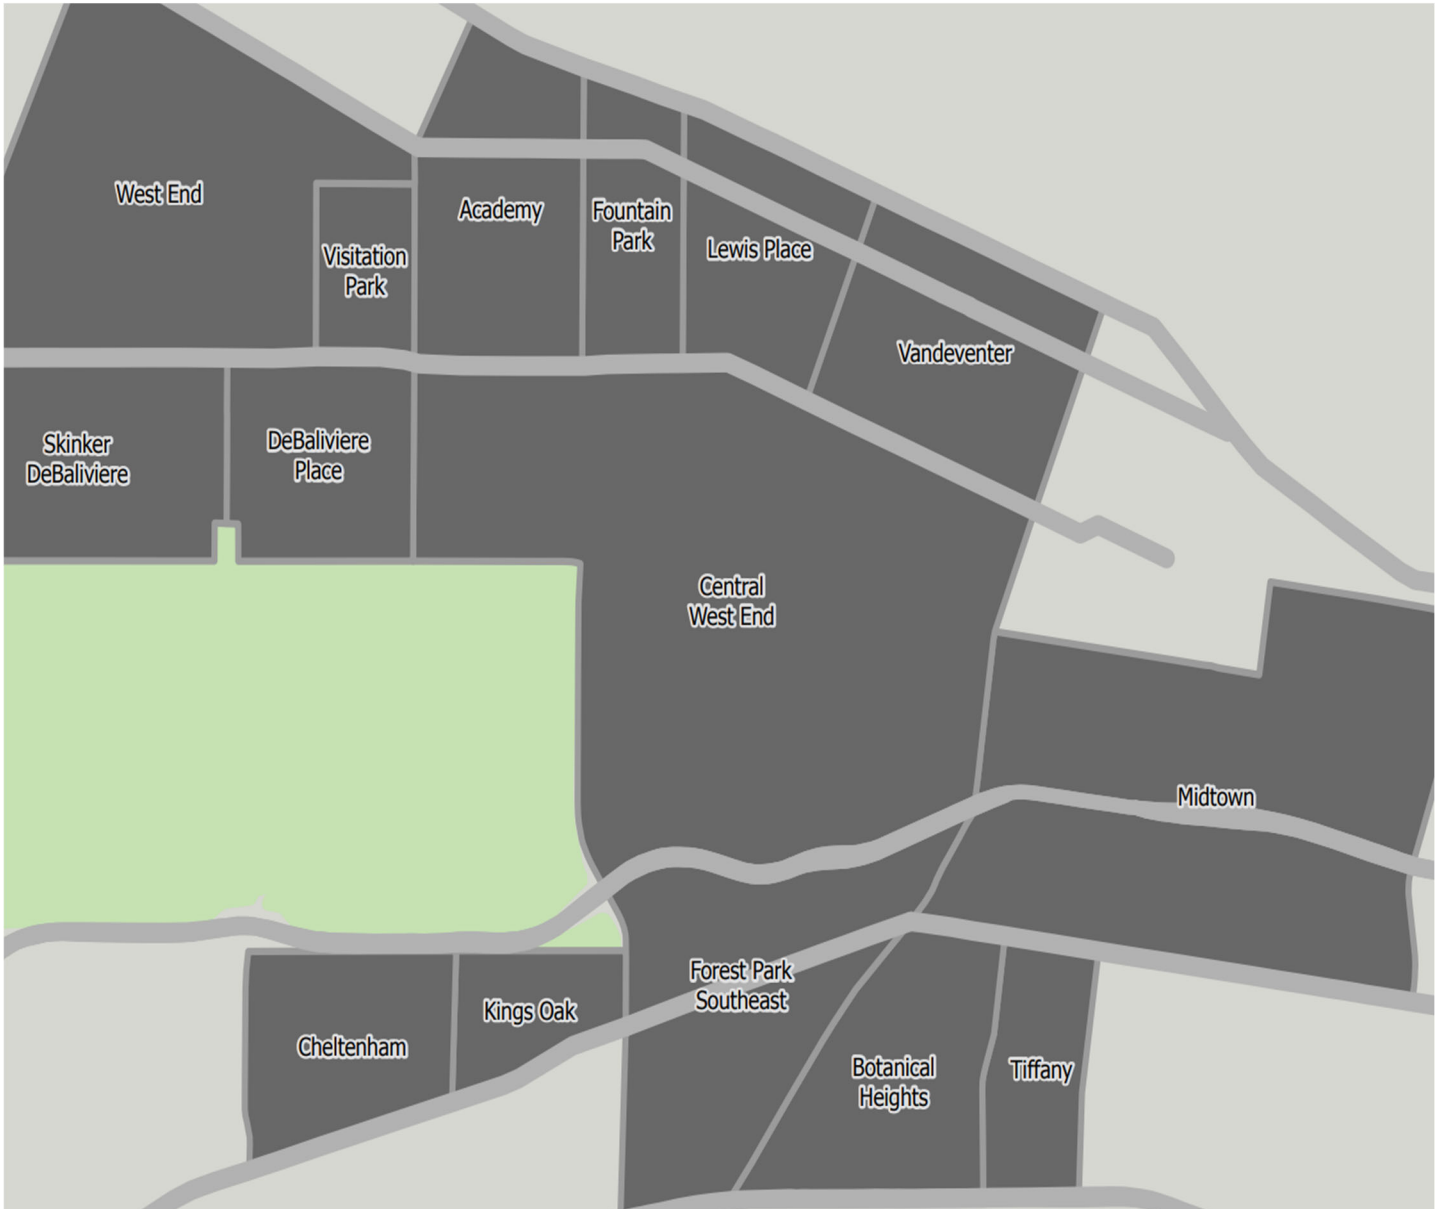 West End
Academy
Fountain
Park
Visitation
Park
Lewis Place
Vandeventer
Skinker
DeBaliviere
DeBaliviere
Place
Central
West End
Midtown
Forest Park
Southeast
Kings Oak
Cheltenham
Botanical
Heights
Tiffany